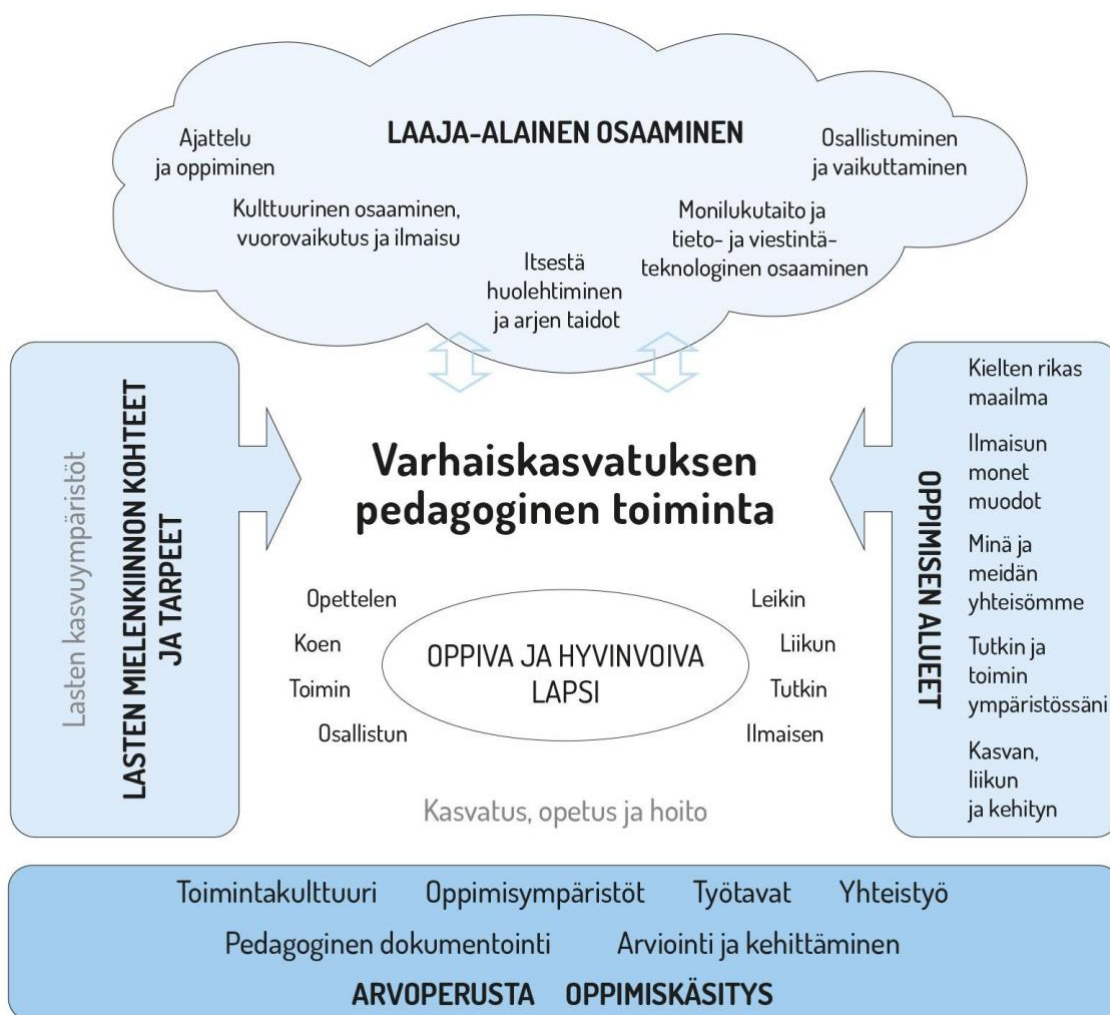 LAAJA-ALAINEN OSAAMINEN
Ajattelu
ja oppiminen
Kulttuurinen osaaminen,
vuorovaikutus ja ilmaisu
Itsestä
huolehtiminen
ja arjen taidot
Monilukutaito ja
tieto- ja viestintä-
teknologinen osaaminen
Osallistuminen
ja vaikuttaminen
Lasten kasvuympäristöt
LASTEN MIELENKIINNON KOHTEET
JA TARPEET
Varhaiskasvatuksen
pedagoginen toiminta
Opettelen
Koen
Toimin
Osallistun
OPPIVA JA HYVINVOIVA
LAPSI
Leikin
Liikun
Tutkin
Ilmaisen
Kasvatus, opetus ja hoito
OPPIMISEN ALUEET
Kielten rikas
maailma
Ilmaisun
monet
muodot
Minä ja
meidän
yhteisömme
Tutkin ja
toimin
ympäristössäni
Kasvan,
liikun
ja kehityn
Toimintakulttuuri Oppimisympäristöt Työtavat Yhteistyö
Pedagoginen dokumentointi Arviointi ja kehittäminen
ARVOPERUSTA OPPIMISKÄSITYS